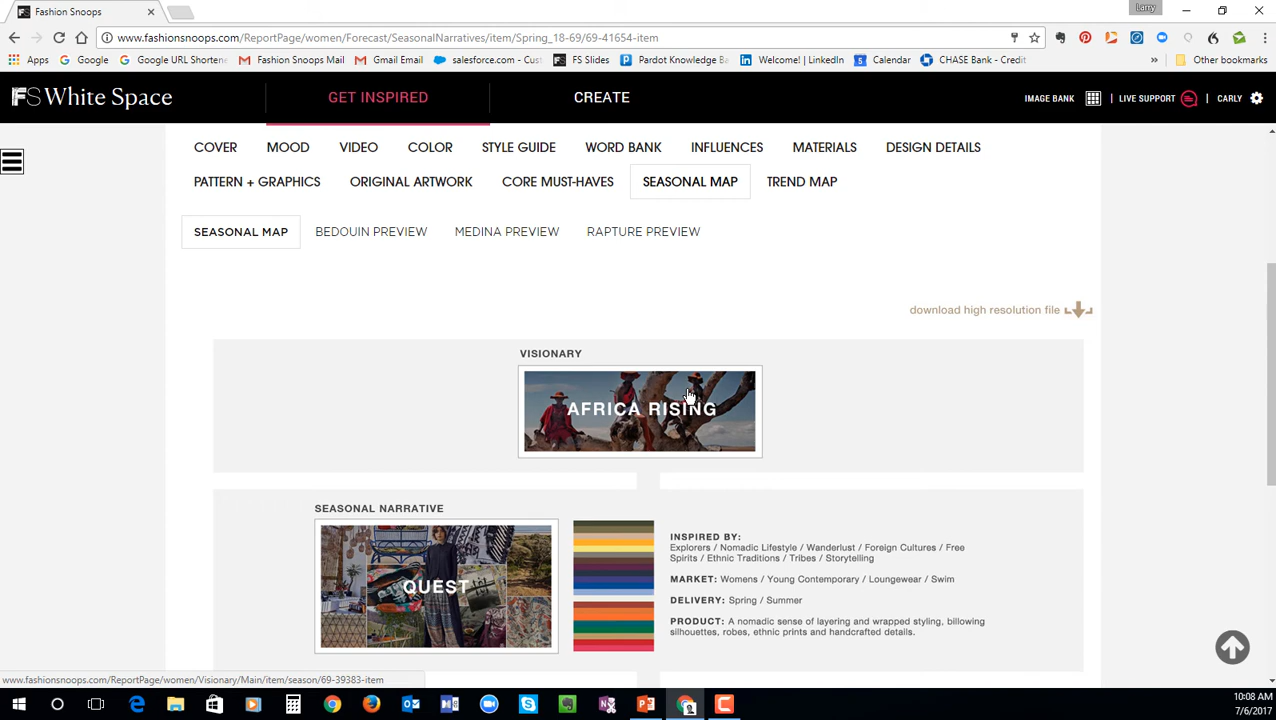 Fashion Snoops
Larry
www.fashionsnoops.com/ReportPage/women/Forecast/SeasonalNarratives/item/Spring_18-69/69-41654-item
Apps Google Google URL Shortene Fashion Snoops Mail Gmail Email salesforce.com - Cus FS Slides Pardot Knowledge B Welcome! | LinkedIn Calendar CHASE Bank - Credit » Other bookmarks
FS White Space GET INSPIRED CREATE IMAGE BANK | LIVE SUPPORT | CARLY
COVER MOOD VIDEO COLOR STYLE GUIDE WORD BANK INFLUENCES MATERIALS DESIGN DETAILS
PATTERN + GRAPHICS ORIGINAL ARTWORK CORE MUST-HAVES SEASONAL MAP TREND MAP
SEASONAL MAP BEDOUIN PREVIEW MEDINA PREVIEW RAPTURE PREVIEW
download high resolution file
VISIONARY
AFRICA RISING
SEASONAL NARRATIVE
QUEST
INSPIRED BY:
Explorers / Nomadic Lifestyle / Wanderlust / Foreign Cultures / Free
Spirits / Ethnic Traditions / Tribes / Storytelling
MARKET: Womens / Young Contemporary / Loungewear / Swim
DELIVERY: Spring / Summer
PRODUCT: A nomadic sense of layering and wrapped styling, billowing
silhouettes, robes, ethnic prints and handcrafted details.
www.fashionsnoops.com/ReportPage/women/Visionary/Main/item/season/69-39383-item
10:08 AM
7/6/2017